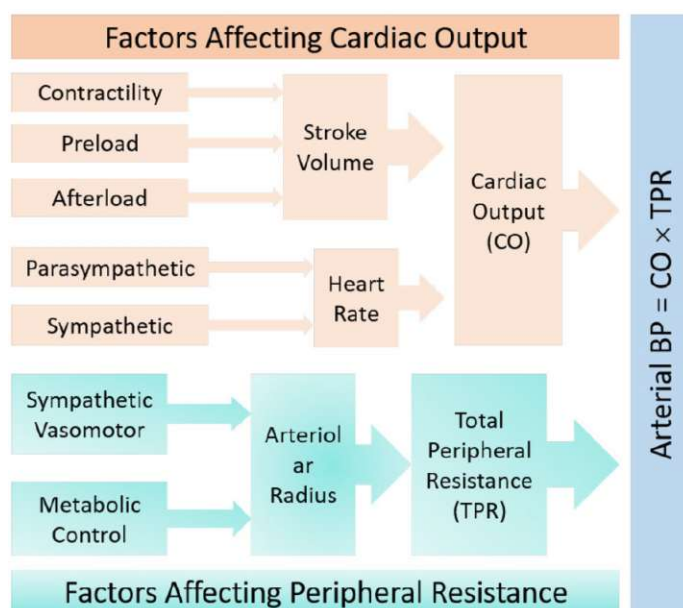 Factors Affecting Cardiac Output
Contractility
Preload
Afterload
Stroke
Volume
Parasympathetic
Sympathetic
Heart
Rate
Cardiac
Output
(CO)
Sympathetic
Vasomotor
Metabolic
Control
Arteriol
ar
Radius
Total
Peripheral
Resistance
(TPR)
Factors Affecting Peripheral Resistance
Arterial BP = CO × TPR